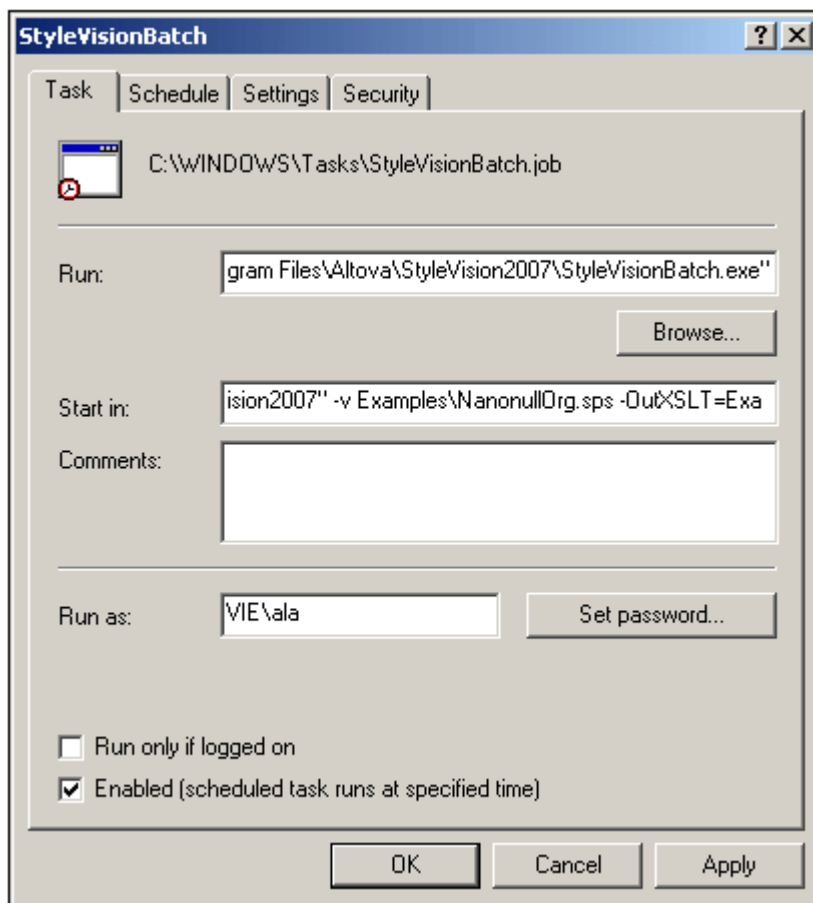 StyleVisionBatch
Task Schedule Settings Security
C:\WINDOWS\Tasks\StyleVisionBatch.job
Run: gram Files\Altova\StyleVision2007\StyleVisionBatch.exe"
Browse...
Start in: ision2007" -v Examples\NanonullOrg.sps -OutXSLT=Exa
Comments:
Run as: VIE\ala Set password...
Run only if logged on
Enabled (scheduled task runs at specified time)
OK Cancel Apply